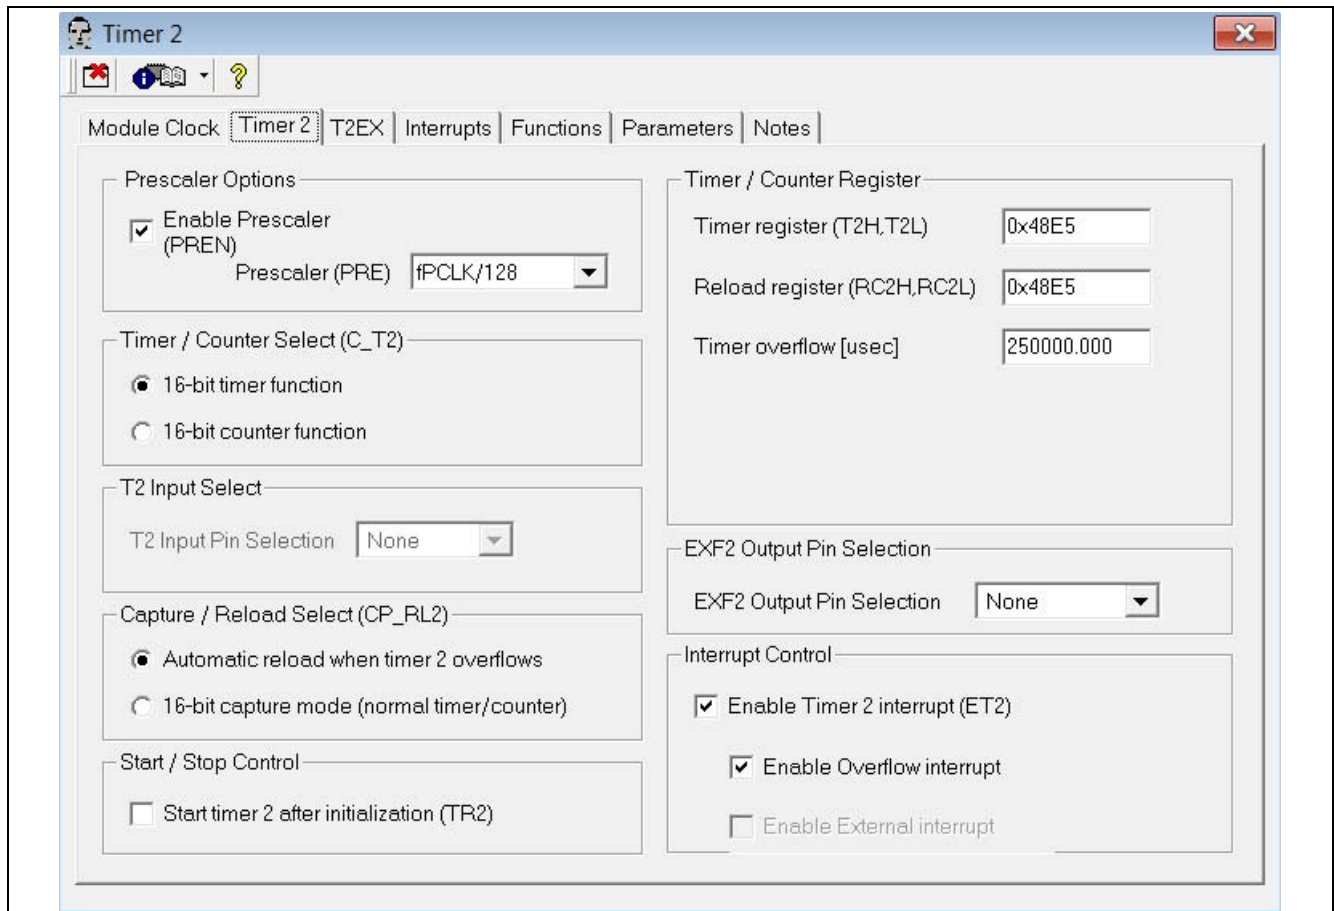 Timer 2
Module Clock Timer 2 T2EX Interrupts Functions Parameters Notes
Prescaler Options
Enable Prescaler
(PREN)
Prescaler (PRE) fPCLK/128
Timer / Counter Select (C_T2)
16-bit timer function
16-bit counter function
T2 Input Select
T2 Input Pin Selection None
Capture / Reload Select (CP_RL2)
Automatic reload when timer 2 overflows
16-bit capture mode (normal timer/counter)
Start / Stop Control
Start timer 2 after initialization (TR2)
Timer / Counter Register
Timer register (T2H,T2L) 0x48E5
Reload register (RC2H,RC2L) 0x48E5
Timer overflow [usec] 250000.000
EXF2 Output Pin Selection
EXF2 Output Pin Selection None
Interrupt Control
Enable Timer 2 interrupt (ET2)
Enable Overflow interrupt
Enable External interrupt